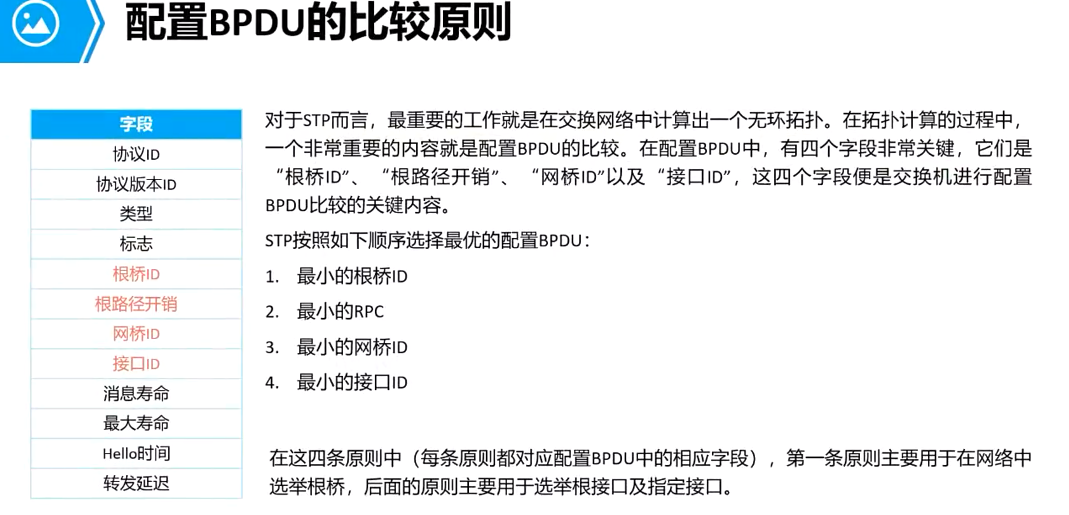 配置BPDU的比较原则
字段
协议ID
协议版本ID
类型
标志
根桥ID
根路径开销
网桥ID
接口ID
消息寿命
最大寿命
Hello时间
转发延迟
对于STP而言，最重要的工作就是在交换网络中计算出一个无环拓扑。在拓扑计算的过程中，
一个非常重要的内容就是配置BPDU的比较。在配置BPDU中，有四个字段非常关键，它们是
“根桥ID”、“根路径开销”、“网桥ID”以及“接口ID”，这四个字段便是交换机进行配置
BPDU比较的关键内容。
STP按照如下顺序选择最优的配置BPDU：
1. 最小的根桥ID
2. 最小的RPC
3. 最小的网桥ID
4. 最小的接口ID
在这四条原则中（每条原则都对应配置BPDU中的相应字段），第一条原则主要用于在网络中
选举根桥，后面的原则主要用于选举根接口及指定接口。